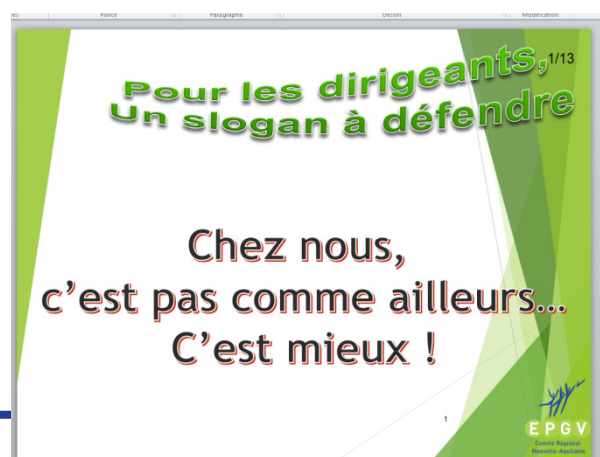 Police Paragraphe Dessin Modification
1/13
Pour les dirigeants,
Un slogan à défendre
Chez nous,
c’est pas comme ailleurs...
C’est mieux !
1
EPGV
Comité Régional
Nouvelle-Aquitaine